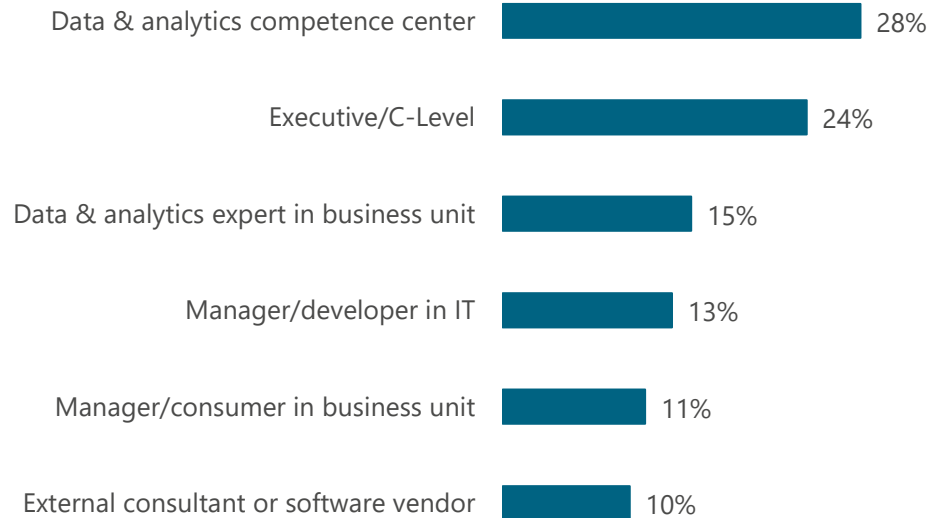 Data & analytics competence center 28%
Executive/C-Level 24%
Data & analytics expert in business unit 15%
Manager/developer in IT 13%
Manager/consumer in business unit 11%
External consultant or software vendor 10%